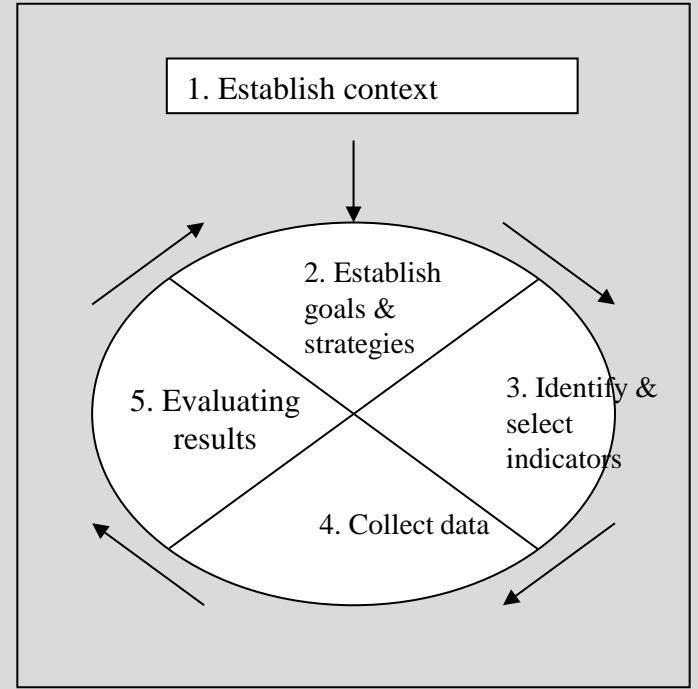 1. Establish context
2. Establish
goals &
strategies
3. Identify &
select
indicators
4. Collect data
5. Evaluating
results